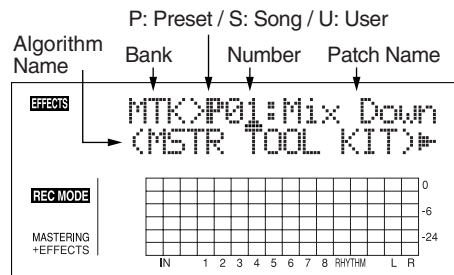 P: Preset / S: Song / U: User
Algorithm Name
Bank
Number
Patch Name
EFFECTS
MTK>P01:Mix Down
(MSTR TOOL KIT)
REC MODE
MASTERING
+EFFECTS
0
-6
-24
IN 1 2 3 4 5 6 7 8 RHYTHM L R